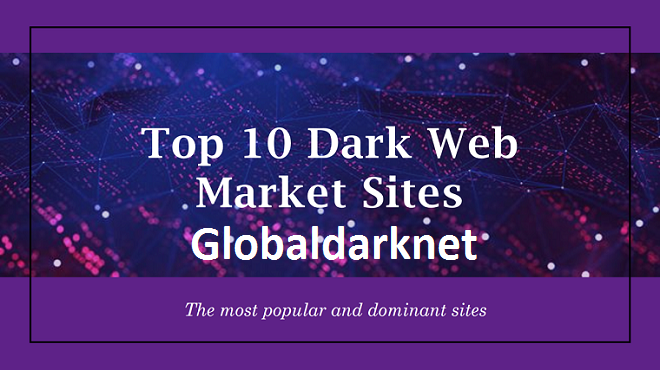 Top 10 Dark Web
Market Sites
Globaldarknet
The most popular and dominant sites